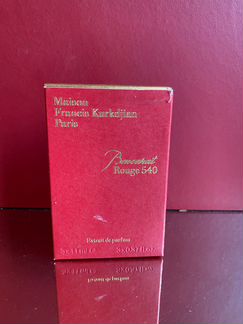 Maison
Francis Kurkdjian
Paris
Baccarat
Rouge 540
Extrait de parfum